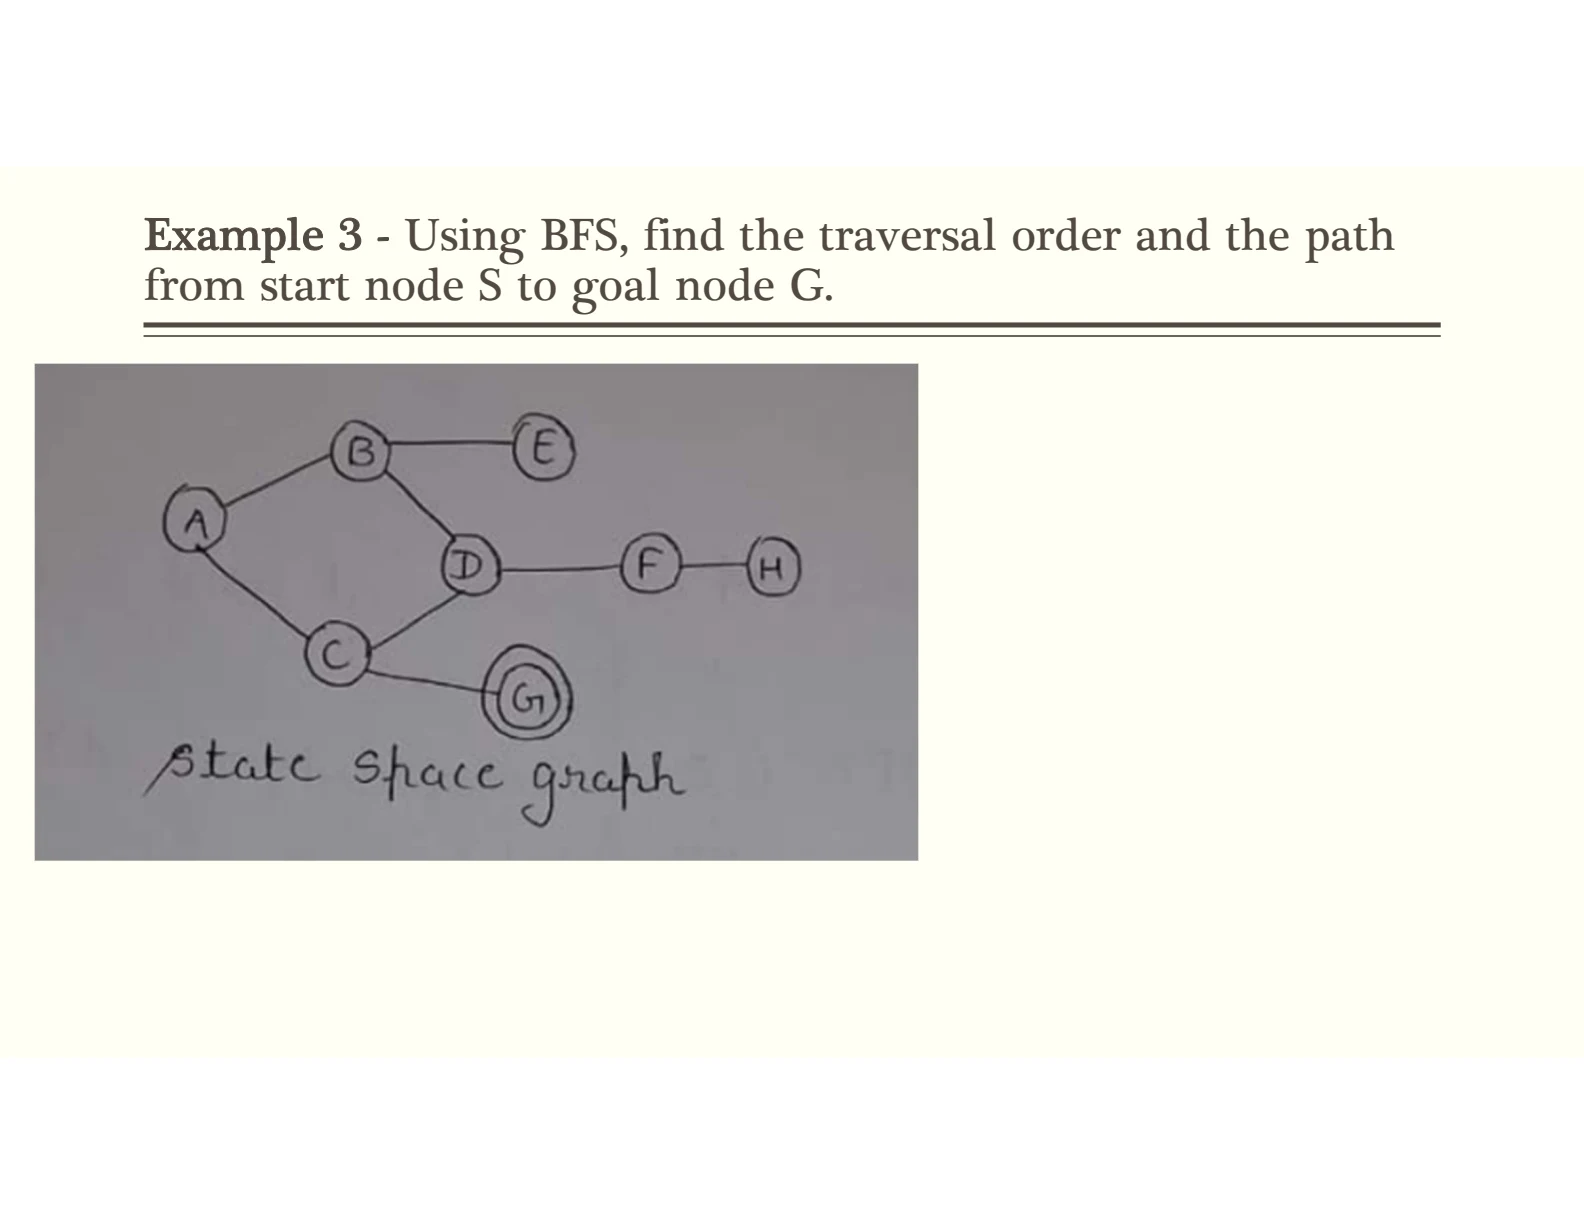 Example 3 - Using BFS, find the traversal order and the path
from start node S to goal node G.
B
E
A
D
F
H
C
G
state space graph